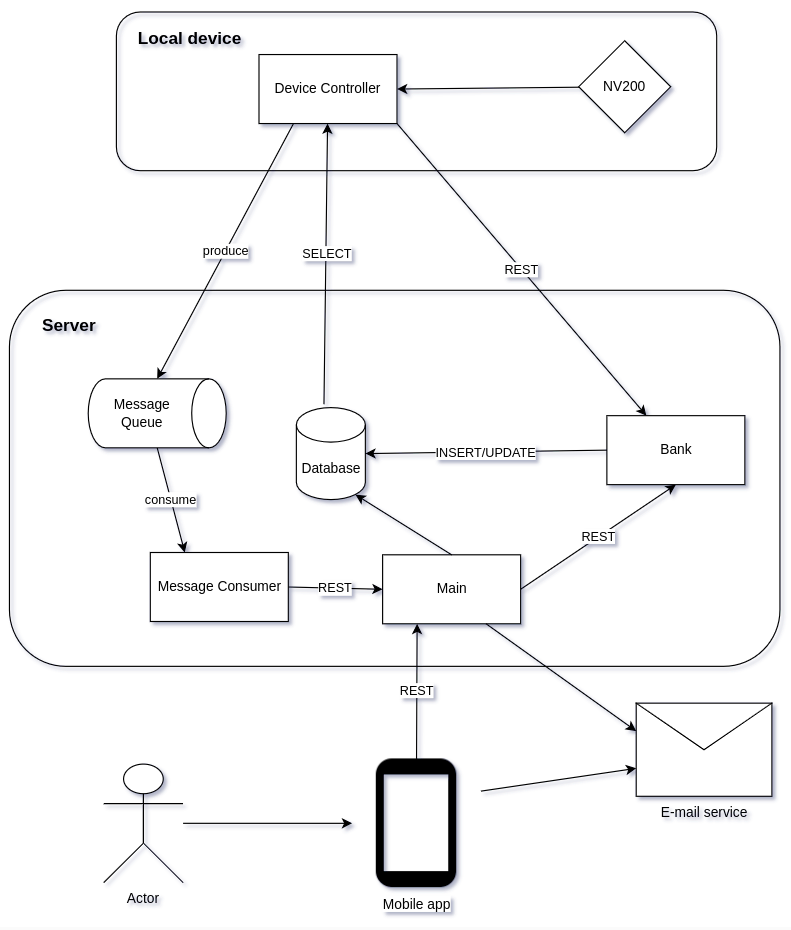 Local device
Device Controller
NV200
produce
SELECT
REST
Server
Message
Queue
Database
INSERT/UPDATE
Bank
consume
REST
Message Consumer
REST
Main
REST
E-mail service
Actor
Mobile app